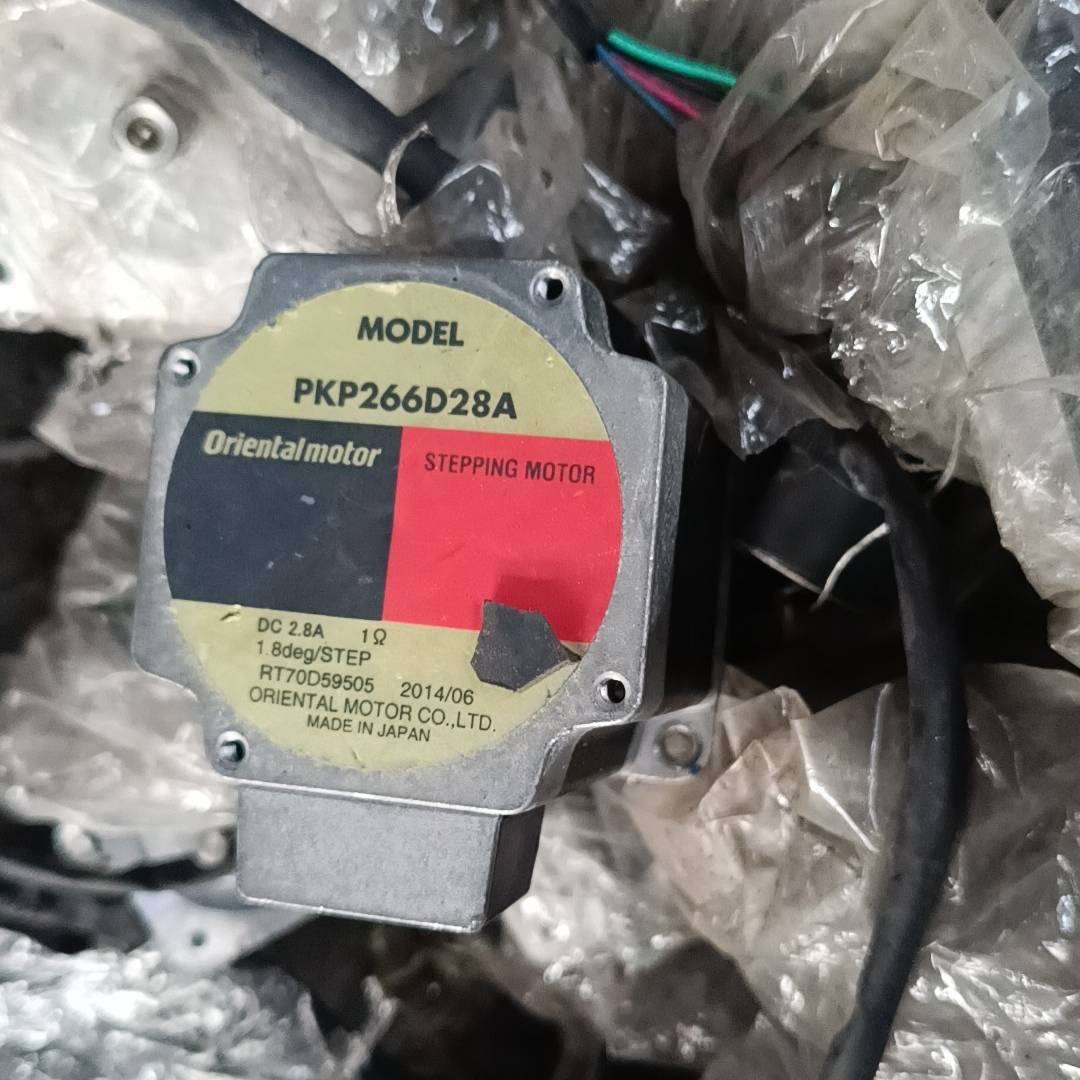 MODEL
PKP266D28A
Orientalmotor
STEPPING MOTOR
DC 2.8A 1Ω
1.8deg/STEP
RT70D59505 2014/06
ORIENTAL MOTOR CO.,LTD.
MADE IN JAPAN